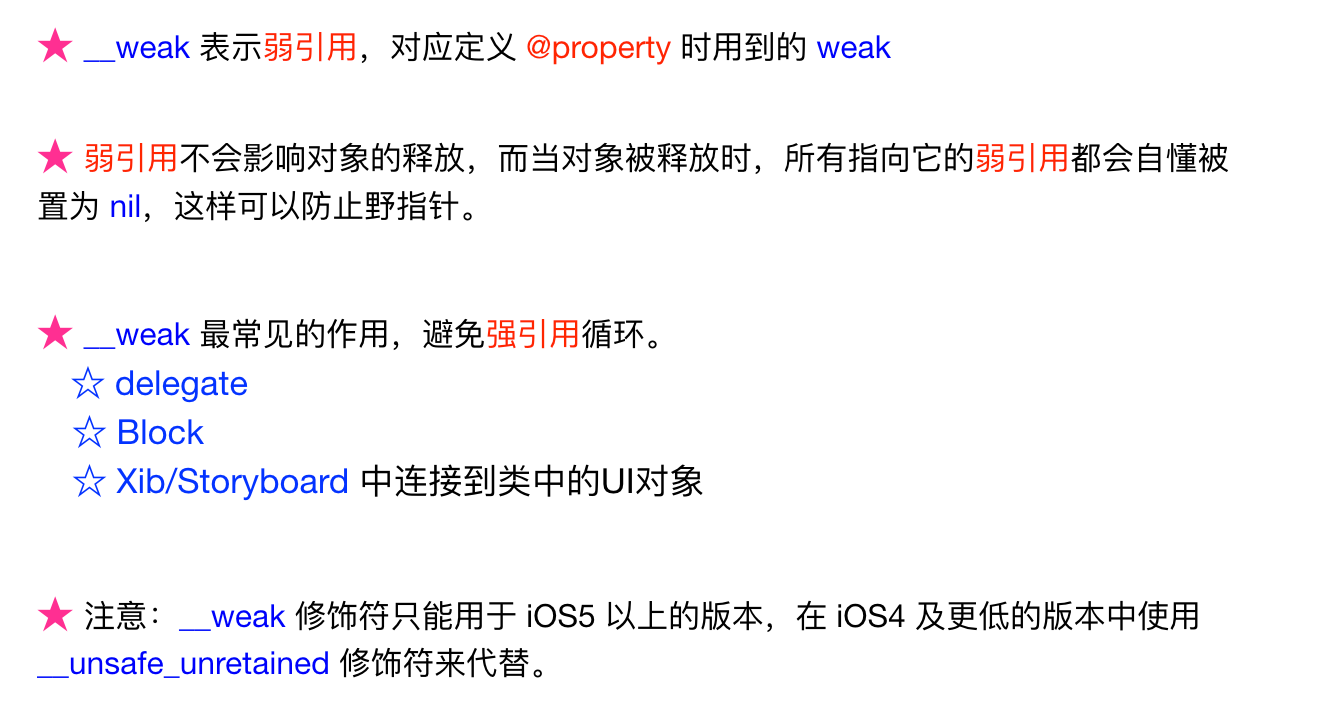 ★ __weak 表示弱引用，对应定义 @property 时用到的 weak
★ 弱引用不会影响对象的释放，而当对象被释放时，所有指向它的弱引用都会自懂被
置为 nil，这样可以防止野指针。
★ __weak 最常见的作用，避免强引用循环。
☆ delegate
☆ Block
☆ Xib/Storyboard 中连接到类中的UI对象
★ 注意：__weak 修饰符只能用于 iOS5 以上的版本，在 iOS4 及更低的版本中使用
__unsafe_unretained 修饰符来代替。